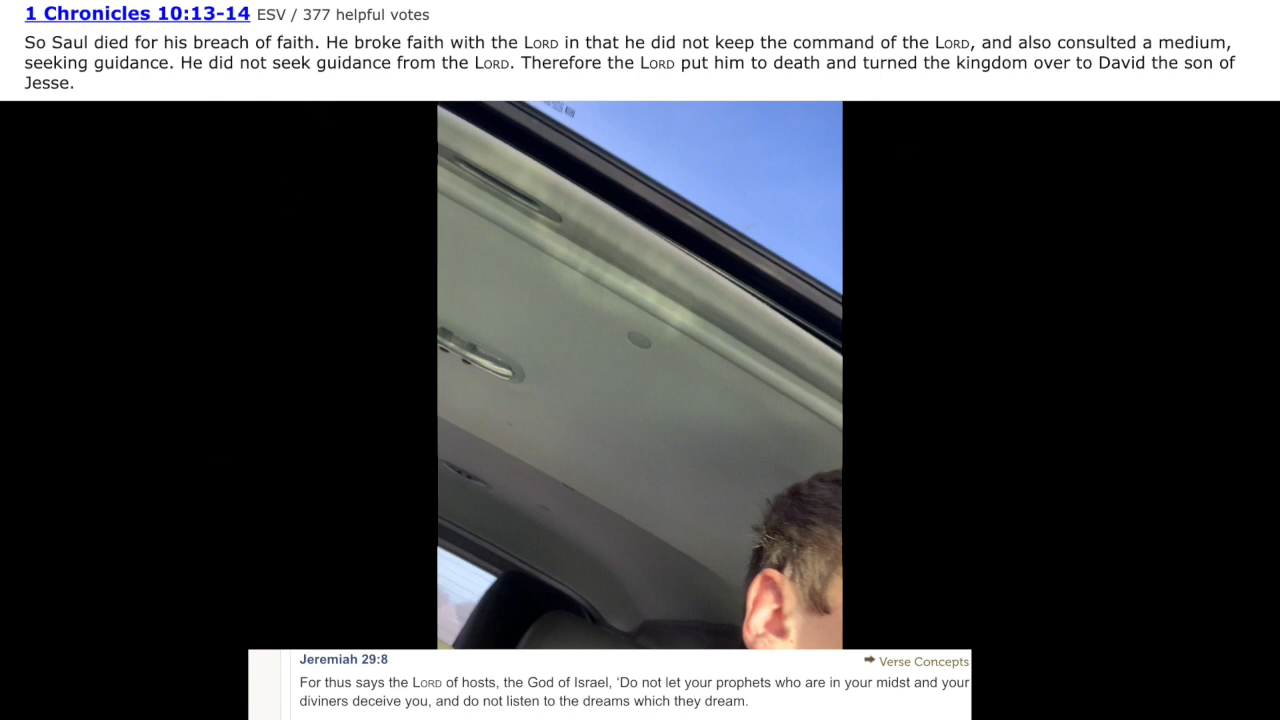 1 Chronicles 10:13-14 ESV / 377 helpful votes
So Saul died for his breach of faith. He broke faith with the LORD in that he did not keep the command of the LORD, and also consulted a medium,
seeking guidance. He did not seek guidance from the LORD. Therefore the LORD put him to death and turned the kingdom over to David the son of
Jesse.
Jeremiah 29:8 Verse Concepts
For thus says the LORD of hosts, the God of Israel, ‘Do not let your prophets who are in your midst and your
diviners deceive you, and do not listen to the dreams which they dream.